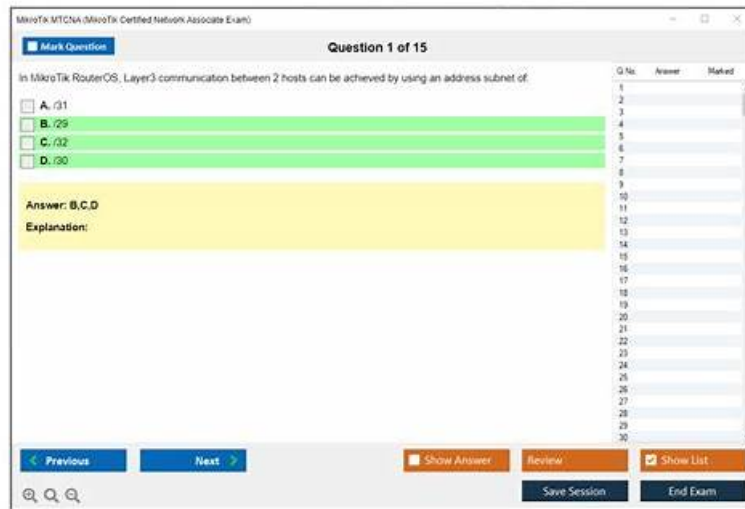 MikroTik MTCNA (MikroTik Certified Network Associate Exam)
Mark Question
Question 1 of 15
In MikroTik RouterOS, Layer3 communication between 2 hosts can be achieved by using an address subnet of:
A. /31
B. /29
C. /32
D. /30
Answer: B,C,D
Explanation:
Q No. Answer Marked
1
2
3
4
5
6
7
8
9
10
11
12
13
14
15
16
17
18
19
20
21
22
23
24
25
26
27
28
29
30
Previous
Next
Show Answer
Review
Show List
Save Session
End Exam